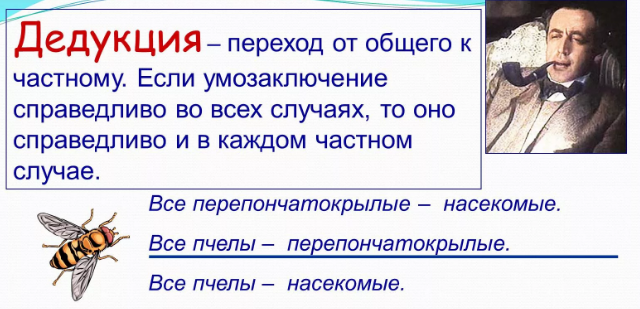 Дедукция – переход от общего к
частному. Если умозаключение
справедливо во всех случаях, то оно
справедливо и в каждом частном
случае.
Все перепончатокрылые – насекомые.
Все пчелы – перепончатокрылые.
Все пчелы – насекомые.